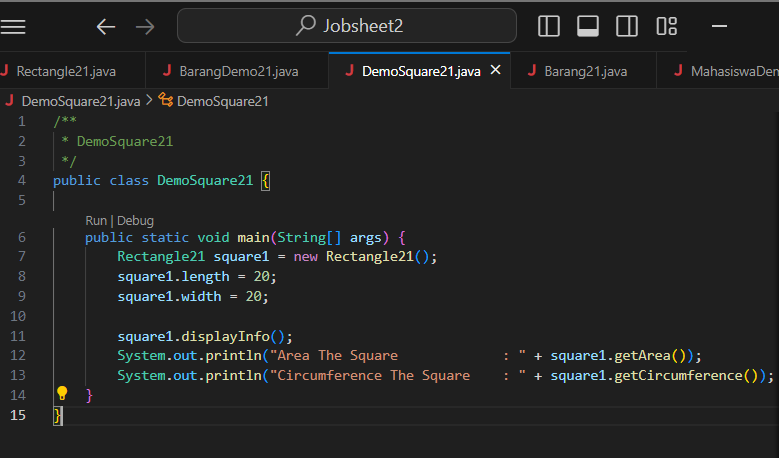 Jobsheet2
Rectangle21.java
BarangDemo21.java
DemoSquare21.java
Barang21.java
MahasiswaDem
DemoSquare21.java > DemoSquare21
1 /**
2  * DemoSquare21
3  */
4 public class DemoSquare21 {
5
Run | Debug
6     public static void main(String[] args) {
7         Rectangle21 square1 = new Rectangle21();
8         square1.length = 20;
9         square1.width = 20;
10
11         square1.displayInfo();
12         System.out.println("Area The Square             : " + square1.getArea());
13         System.out.println("Circumference The Square    : " + square1.getCircumference());
14     }
15 }